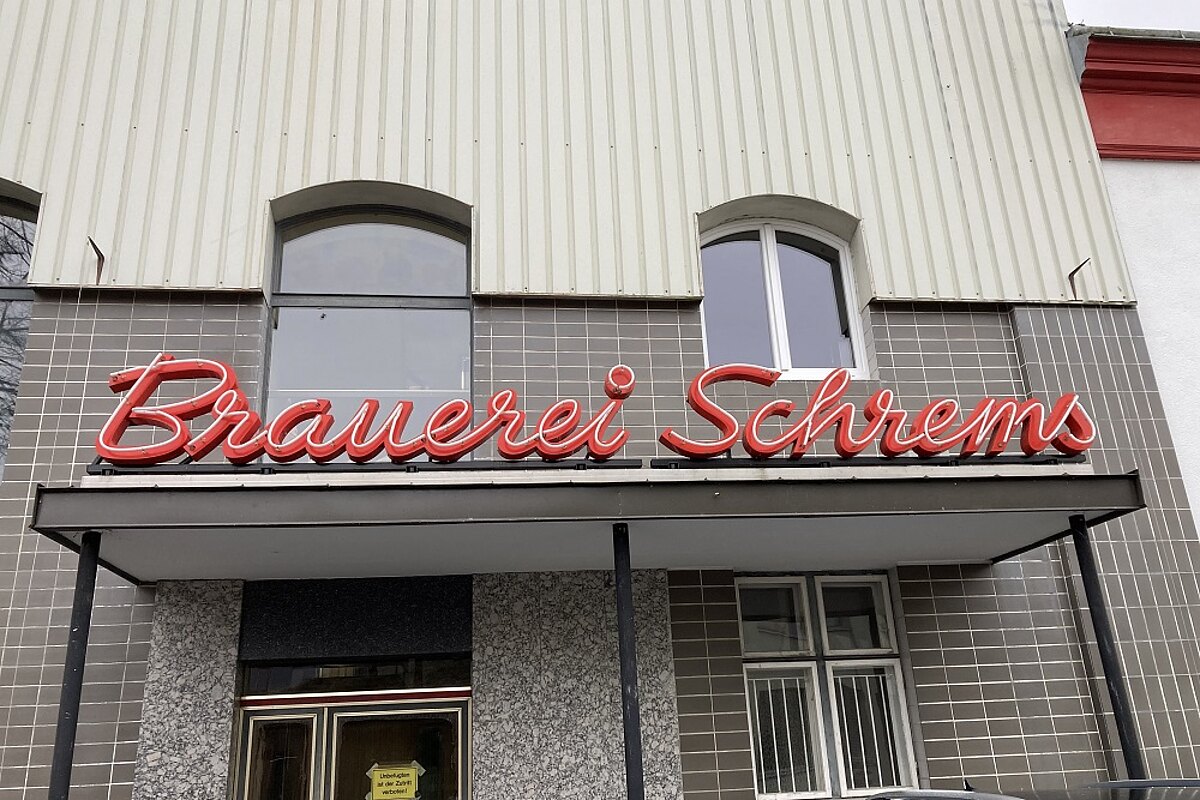 Brauerei Schrems
Unbefugten
ist der Zutritt
verboten!